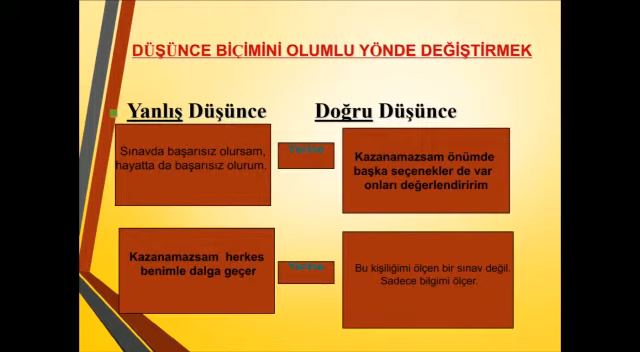 DÜŞÜNCE BİÇİMİNİ OLUMLU YÖNDE DEĞİŞTİRMEK
Yanlış Düşünce
Doğru Düşünce
Sınavda başarısız olursam,
hayatta da başarısız olurum.
Yerine
Kazanamazsam önümde
başka seçenekler de var
onları değerlendiririm
Kazanamazsam herkes
benimle dalga geçer
Yerine
Bu kişiliğimi ölçen bir sınav değil.
Sadece bilgimi ölçer.